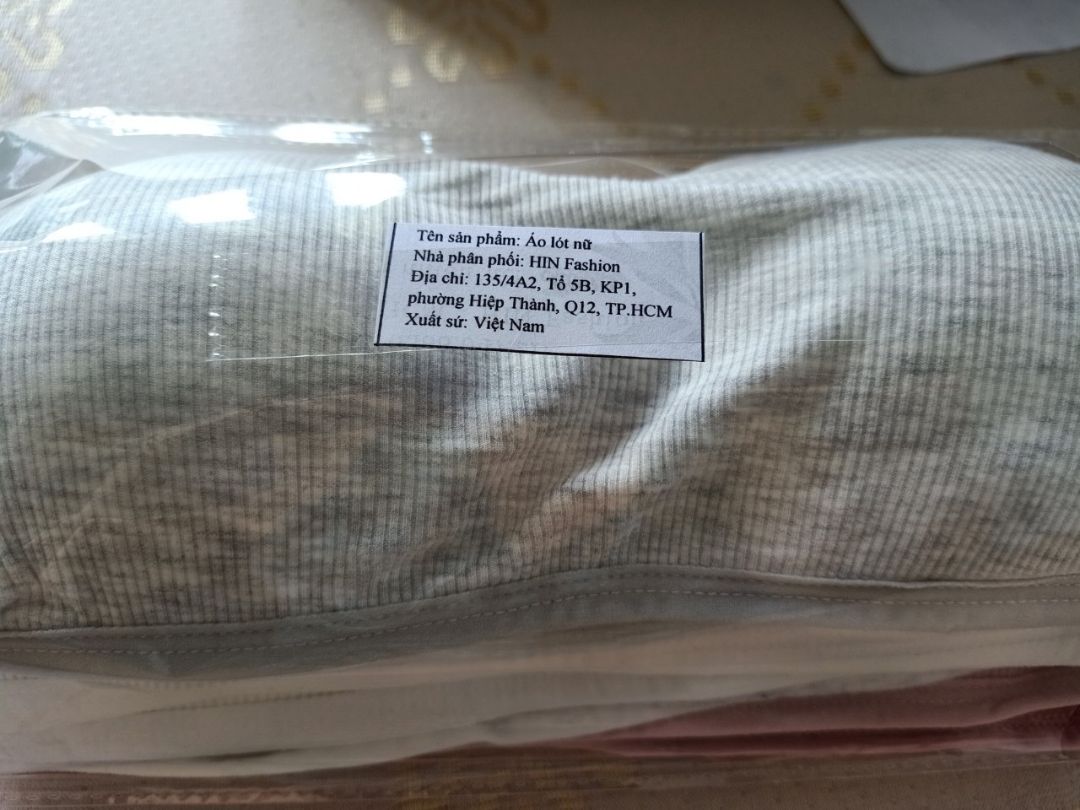 Tên sản phẩm: Áo lót nữ
Nhà phân phối: HIN Fashion
Địa chỉ: 135/4A2, Tổ 5B, KP1,
phường Hiệp Thành, Q12, TP.HCM
Xuất sứ: Việt Nam